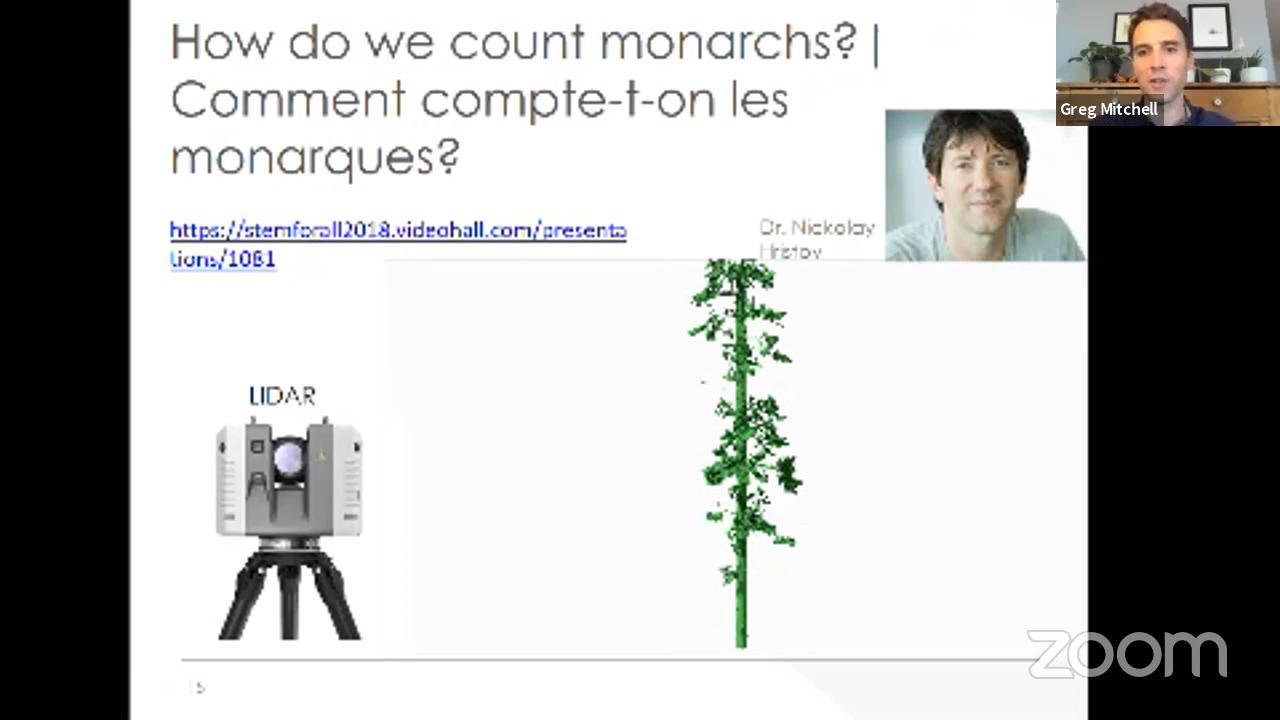 How do we count monarchs? |
Comment compte-t-on les
monarques?
Greg Mitchell
https://stemforall2018.videohall.com/presenta
tions/1081
Dr. Nickolay
Hristov
LIDAR
5
zoom